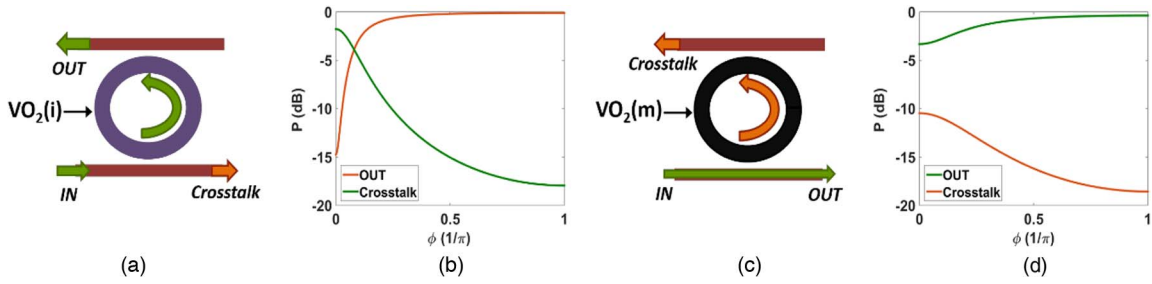 OUT
VO₂(i)
IN
Crosstalk
(a)
P (dB)
0
-5
-10
-15
-20
OUT
Crosstalk
0
0.5
1
ϕ (1/π)
(b)
Crosstalk
VO₂(m)
IN
OUT
(c)
P (dB)
0
-5
-10
-15
-20
OUT
Crosstalk
0
0.5
1
ϕ (1/π)
(d)